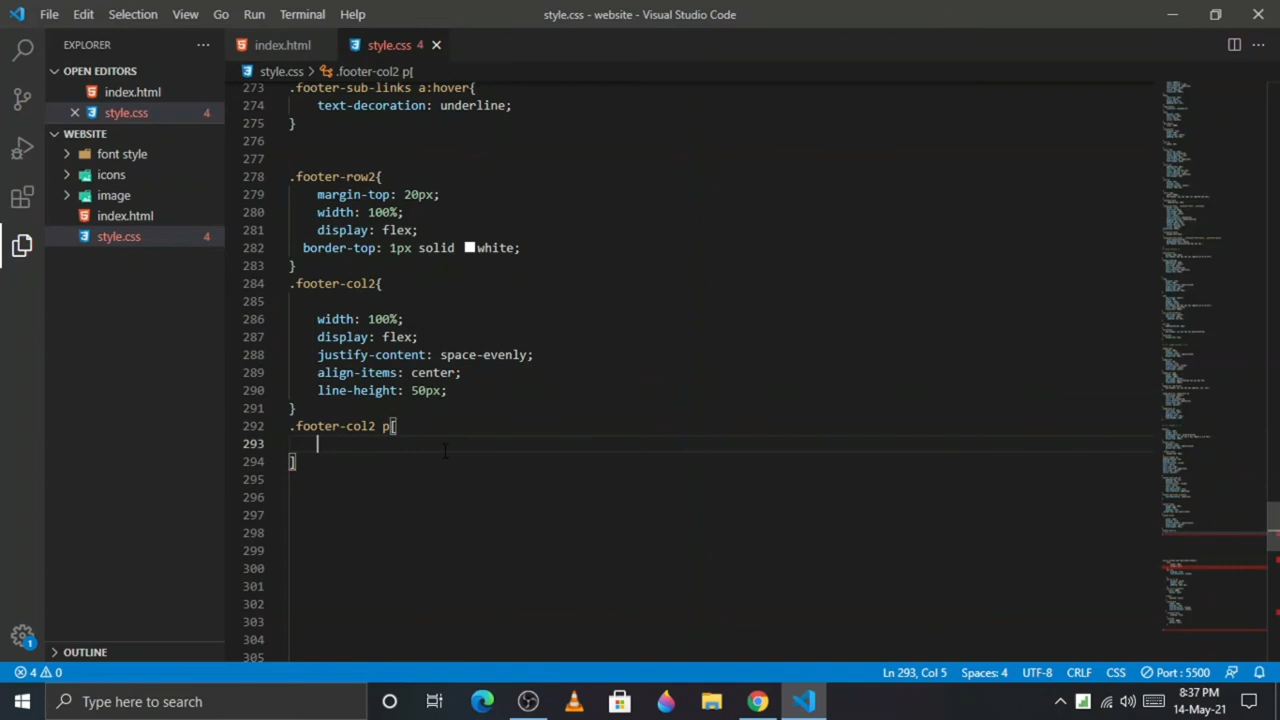 File Edit Selection View Go Run Terminal Help style.css - website - Visual Studio Code
EXPLORER
index.html
style.css 4
OPEN EDITORS
index.html
style.css 4
WEBSITE
font style
icons
image
index.html
style.css 4
OUTLINE
style.css > .footer-col2 p[
273 .footer-sub-links a:hover{
274 text-decoration: underline;
275 }
276
277
278 .footer-row2{
279 margin-top: 20px;
280 width: 100%;
281 display: flex;
282 border-top: 1px solid white;
283 }
284 .footer-col2{
285
286 width: 100%;
287 display: flex;
288 justify-content: space-evenly;
289 align-items: center;
290 line-height: 50px;
291 }
292 .footer-col2 p[
293
294 ]
295
296
297
298
299
300
301
302
303
304
305
1
4 0 Ln 293, Col 5 Spaces: 4 UTF-8 CRLF CSS Port : 5500
Type here to search
8:37 PM
14-May-21